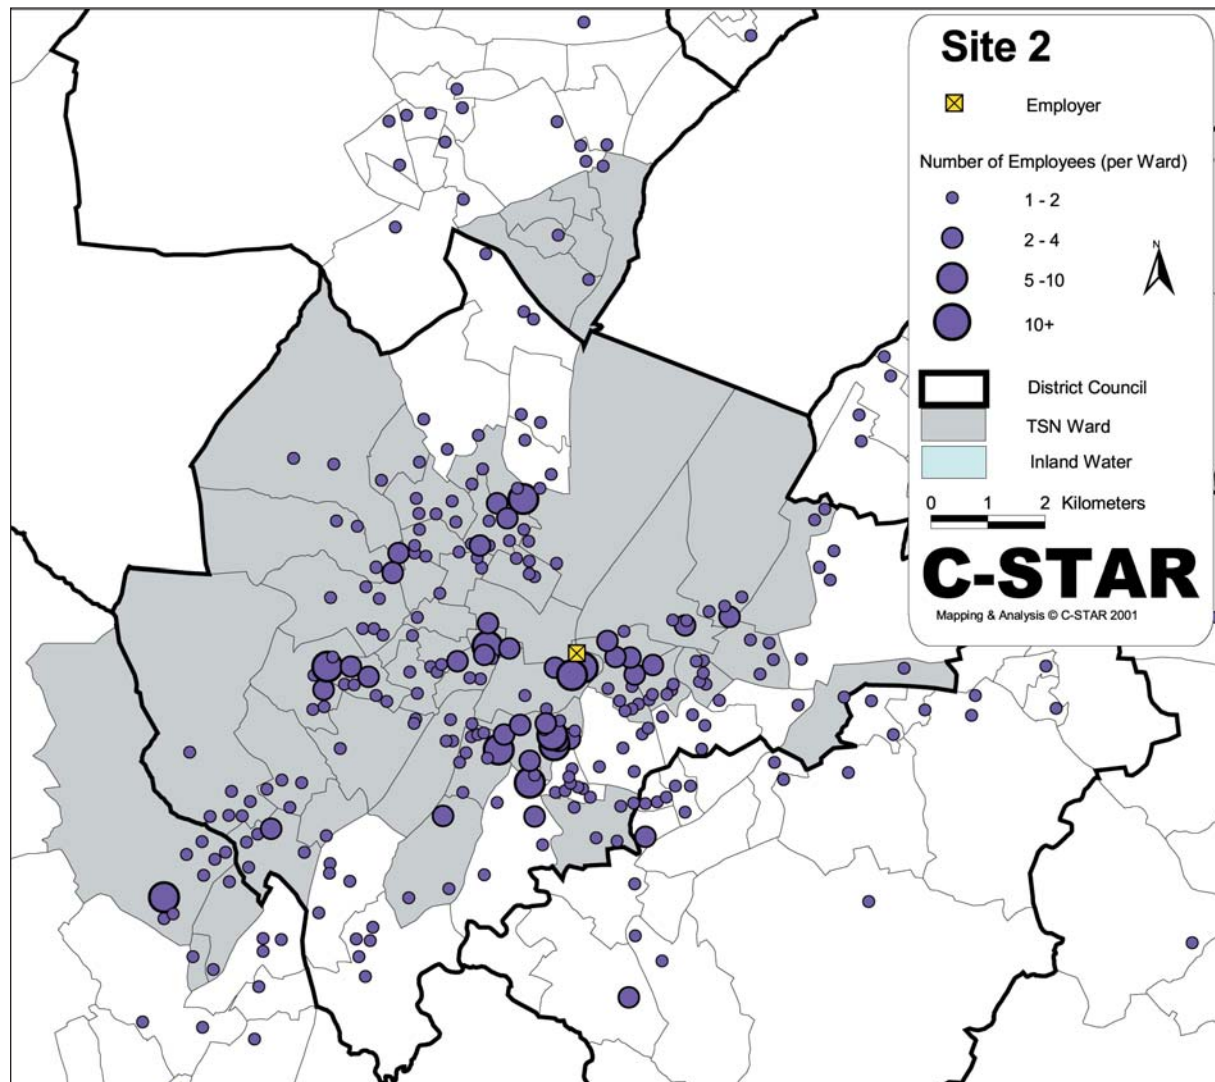 Site 2
Employer
Number of Employees (per Ward)
1 - 2
2 - 4
5 -10
10+
N
District Council
TSN Ward
Inland Water
0 1 2 Kilometers
C-STAR
Mapping & Analysis © C-STAR 2001